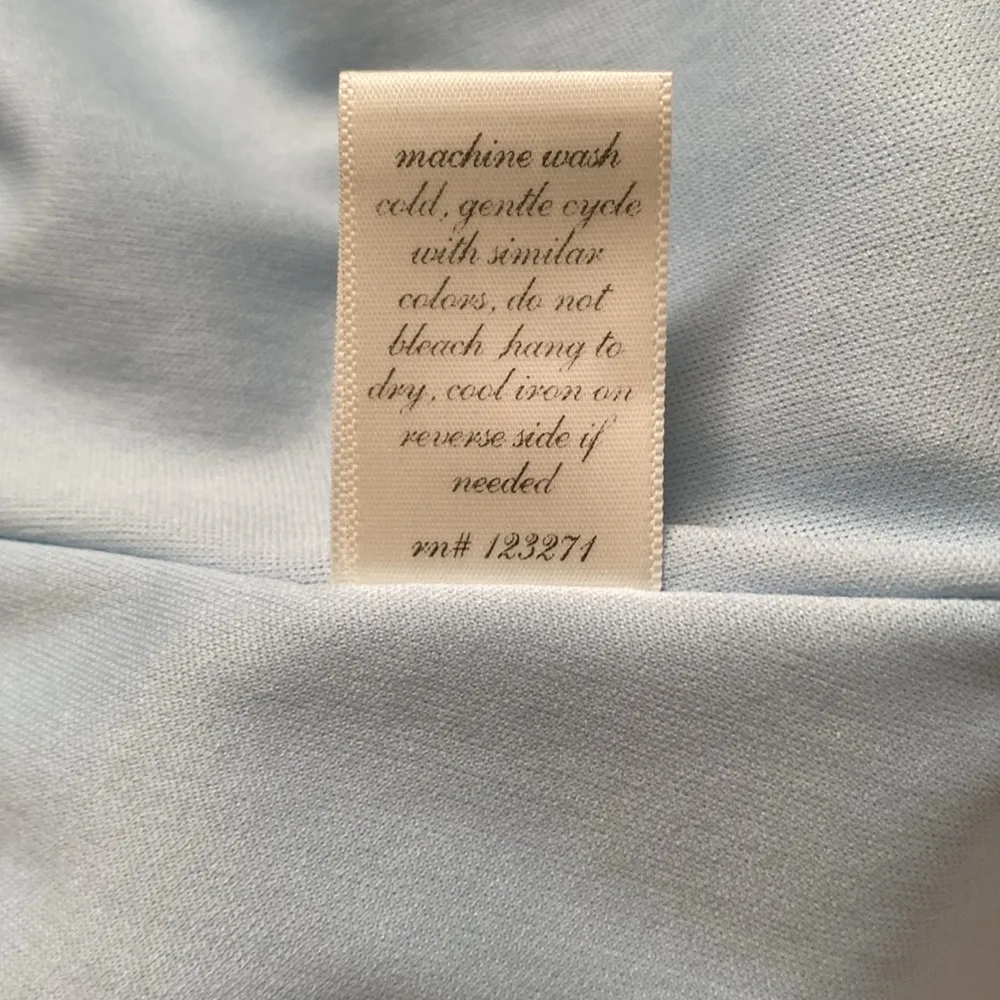 machine wash
cold, gentle cycle
with similar
colors, do not
bleach hang to
dry, cool iron on
reverse side if
needed
rn# 123271